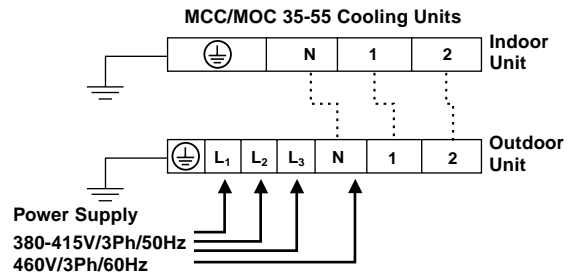 MCC/MOC 35-55 Cooling Units
N 1 2
Indoor
Unit
L₁ L₂ L₃ N 1 2
Outdoor
Unit
Power Supply
380-415V/3Ph/50Hz
460V/3Ph/60Hz